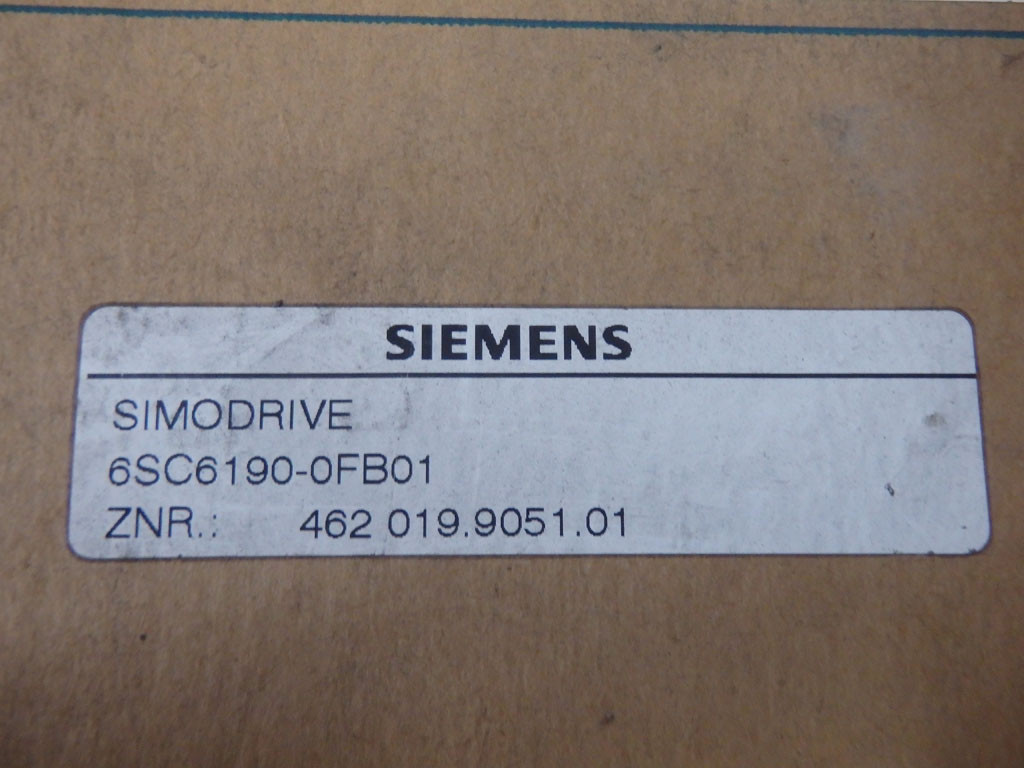 SIEMENS
SIMODRIVE
6SC6190-0FB01
ZNR.: 462 019.9051.01